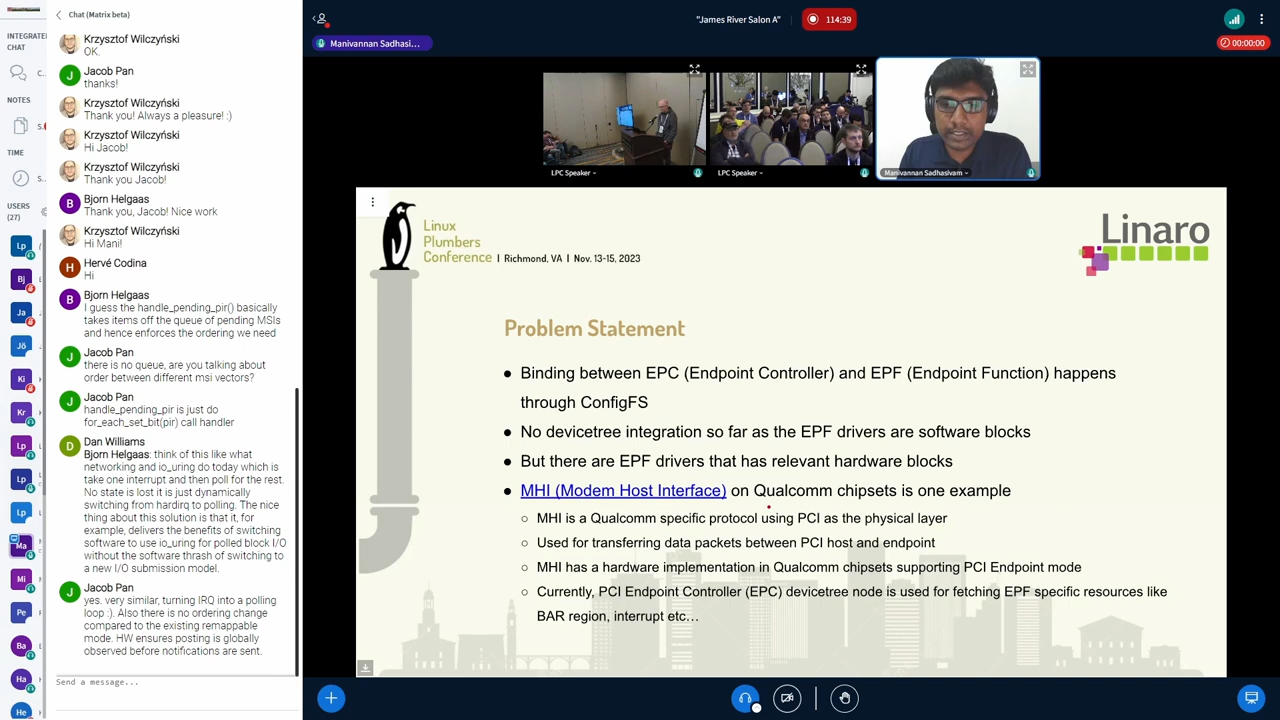 Chat (Matrix beta)
INTEGRATE
CHAT
C.
NOTES
S.
TIME
S.
USERS
(27)
Lp
Bj
Ja
Jö
Ki
Kr
Lp
Lp
Lp
Ma
Mi
Pe
Ba
Ha
He
Krzysztof Wilczyński
OK.
J
Jacob Pan
thanks!
Krzysztof Wilczyński
Thank you! Always a pleasure! :)
Krzysztof Wilczyński
Hi Jacob!
Krzysztof Wilczyński
Thank you Jacob!
B
Bjorn Helgaas
Thank you, Jacob! Nice work
Krzysztof Wilczyński
Hi Mani!
H
Hervé Codina
Hi
B
Bjorn Helgaas
I guess the handle_pending_pir() basically
takes items off the queue of pending MSIs
and hence enforces the ordering we need
J
Jacob Pan
there is no queue, are you talking about
order between different msi vectors?
J
Jacob Pan
handle_pending_pir is just do
for_each_set_bit(pir) call handler
D
Dan Williams
Bjorn Helgaas: think of this like what
networking and io_uring do today which is
take one interrupt and then poll for the rest.
No state is lost it is just dynamically
switching from hardirq to polling. The nice
thing about this solution is that it, for
example, delivers the benefits of switching
software to use io_uring for polled block I/O
without the software thrash of switching to
a new I/O submission model.
J
Jacob Pan
yes. very similar, turning IRQ into a polling
loop :). Also there is no ordering change
compared to the existing remappable
mode. HW ensures posting is globally
observed before notifications are sent.
Send a message...
"James River Salon A"
114:39
Manivannan Sadhasi...
00:00:00
LPC Speaker
LPC Speaker
Manivannan Sadhasivam
Linux
Plumbers
Conference | Richmond, VA | Nov. 13-15, 2023
Linaro
Problem Statement
● Binding between EPC (Endpoint Controller) and EPF (Endpoint Function) happens
through ConfigFS
● No devicetree integration so far as the EPF drivers are software blocks
● But there are EPF drivers that has relevant hardware blocks
● MHI (Modem Host Interface) on Qualcomm chipsets is one example
○ MHI is a Qualcomm specific protocol using PCI as the physical layer
○ Used for transferring data packets between PCI host and endpoint
○ MHI has a hardware implementation in Qualcomm chipsets supporting PCI Endpoint mode
○ Currently, PCI Endpoint Controller (EPC) devicetree node is used for fetching EPF specific resources like
BAR region, interrupt etc…